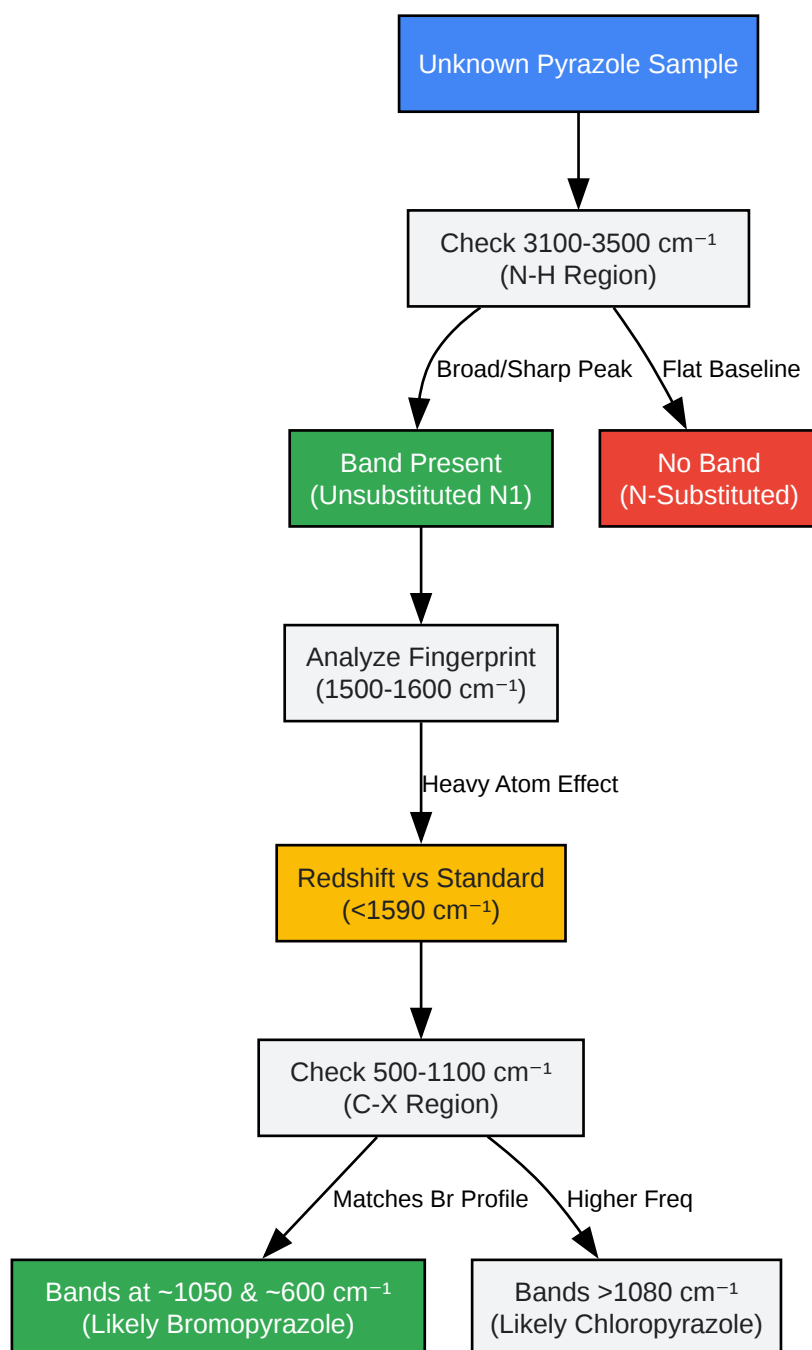 Unknown Pyrazole Sample
Check 3100-3500 cm⁻¹
(N-H Region)
Broad/Sharp Peak
Flat Baseline
Band Present
(Unsubstituted N1)
No Band
(N-Substituted)
Analyze Fingerprint
(1500-1600 cm⁻¹)
Heavy Atom Effect
Redshift vs Standard
(<1590 cm⁻¹)
Check 500-1100 cm⁻¹
(C-X Region)
Matches Br Profile
Higher Freq
Bands at ~1050 & ~600 cm⁻¹
(Likely Bromopyrazole)
Bands >1080 cm⁻¹
(Likely Chloropyrazole)